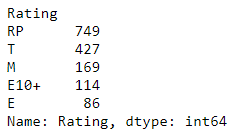 Rating
RP 749
T 427
M 169
E10+ 114
E 86
Name: Rating, dtype: int64